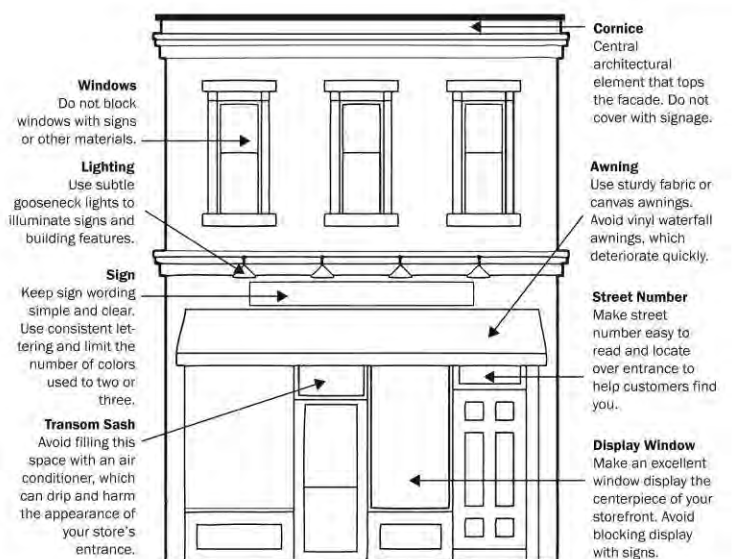 Windows
Do not block
windows with signs
or other materials.
Lighting
Use subtle
gooseneck lights to
illuminate signs and
building features.
Sign
Keep sign wording
simple and clear.
Use consistent let-
tering and limit the
number of colors
used to two or
three.
Transom Sash
Avoid filling this
space with an air
conditioner, which
can drip and harm
the appearance of
your store's
entrance.
Cornice
Central
architectural
element that tops
the facade. Do not
cover with signage.
Awning
Use sturdy fabric or
canvas awnings.
Avoid vinyl waterfall
awnings, which
deteriorate quickly.
Street Number
Make street
number easy to
read and locate
over entrance to
help customers find
you.
Display Window
Make an excellent
window display the
centerpiece of your
storefront. Avoid
blocking display
with signs.